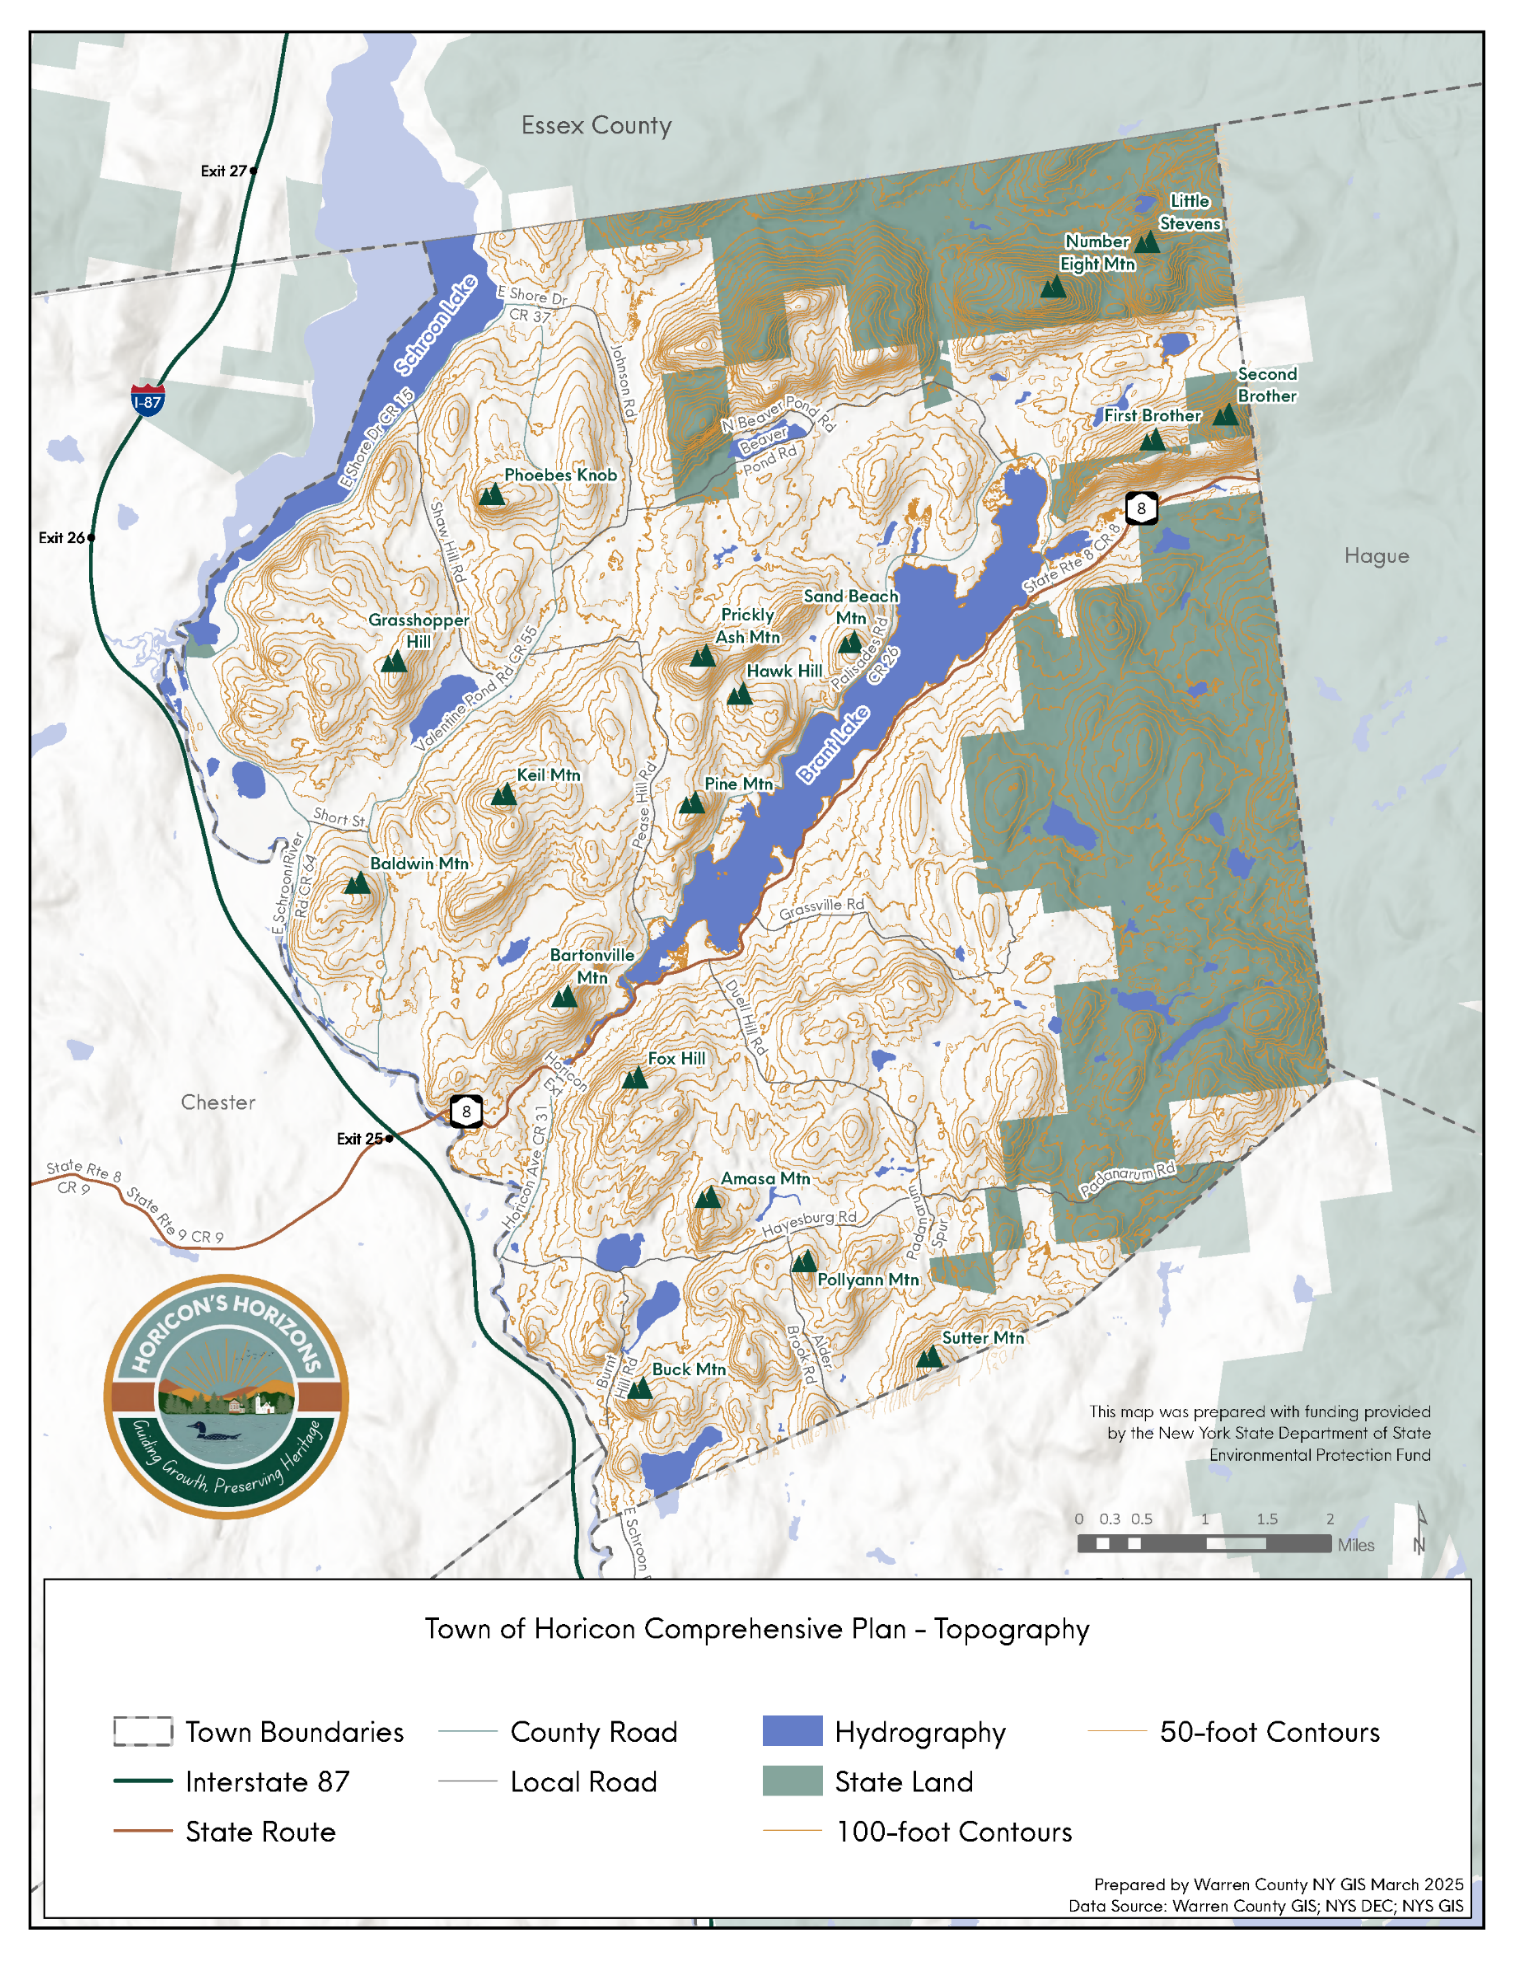 Essex County
Exit 27
Little
Stevens
Number
Eight Mtn
Schroon Lake
E Shore Dr
CR 37
Johnson Rd
I-87
E Shore Dr CR 15
Second
Brother
First Brother
N Beaver Pond Rd
Beaver
Pond Rd
Phoebes Knob
8
Exit 26
Shaw Hill Rd
State Rte 8 CR 8
Hague
Grasshopper
Hill
Sand Beach
Mtn
Prickly
Ash Mtn
Hawk Hill
Palisades Rd
CR 26
Valentine Pond Rd CR 55
Brant Lake
Keil Mtn
Pine Mtn
Pease Hill Rd
Short St
Baldwin Mtn
E Schroon River
Rd CR 64
Grassville Rd
Bartonville
Mtn
Duell Hill Rd
Fox Hill
Horicon
Ext
Chester
8
Exit 25
Horicon Ave CR 31
State Rte 8
CR 9
State Rte 9 CR 9
Amasa Mtn
Padanarum Rd
Hayesburg Rd
Padanarum
Spur
Pollyann Mtn
HORICON'S HORIZONS
Guiding Growth, Preserving Heritage
Sutter Mtn
Alder
Brook Rd
Burnt
Hill Rd
Buck Mtn
This map was prepared with funding provided
by the New York State Department of State
Environmental Protection Fund
E Schroon
0 0.3 0.5 1 1.5 2
Miles
N
Town of Horicon Comprehensive Plan - Topography
Town Boundaries
County Road
Hydrography
50-foot Contours
Interstate 87
Local Road
State Land
State Route
100-foot Contours
Prepared by Warren County NY GIS March 2025
Data Source: Warren County GIS; NYS DEC; NYS GIS